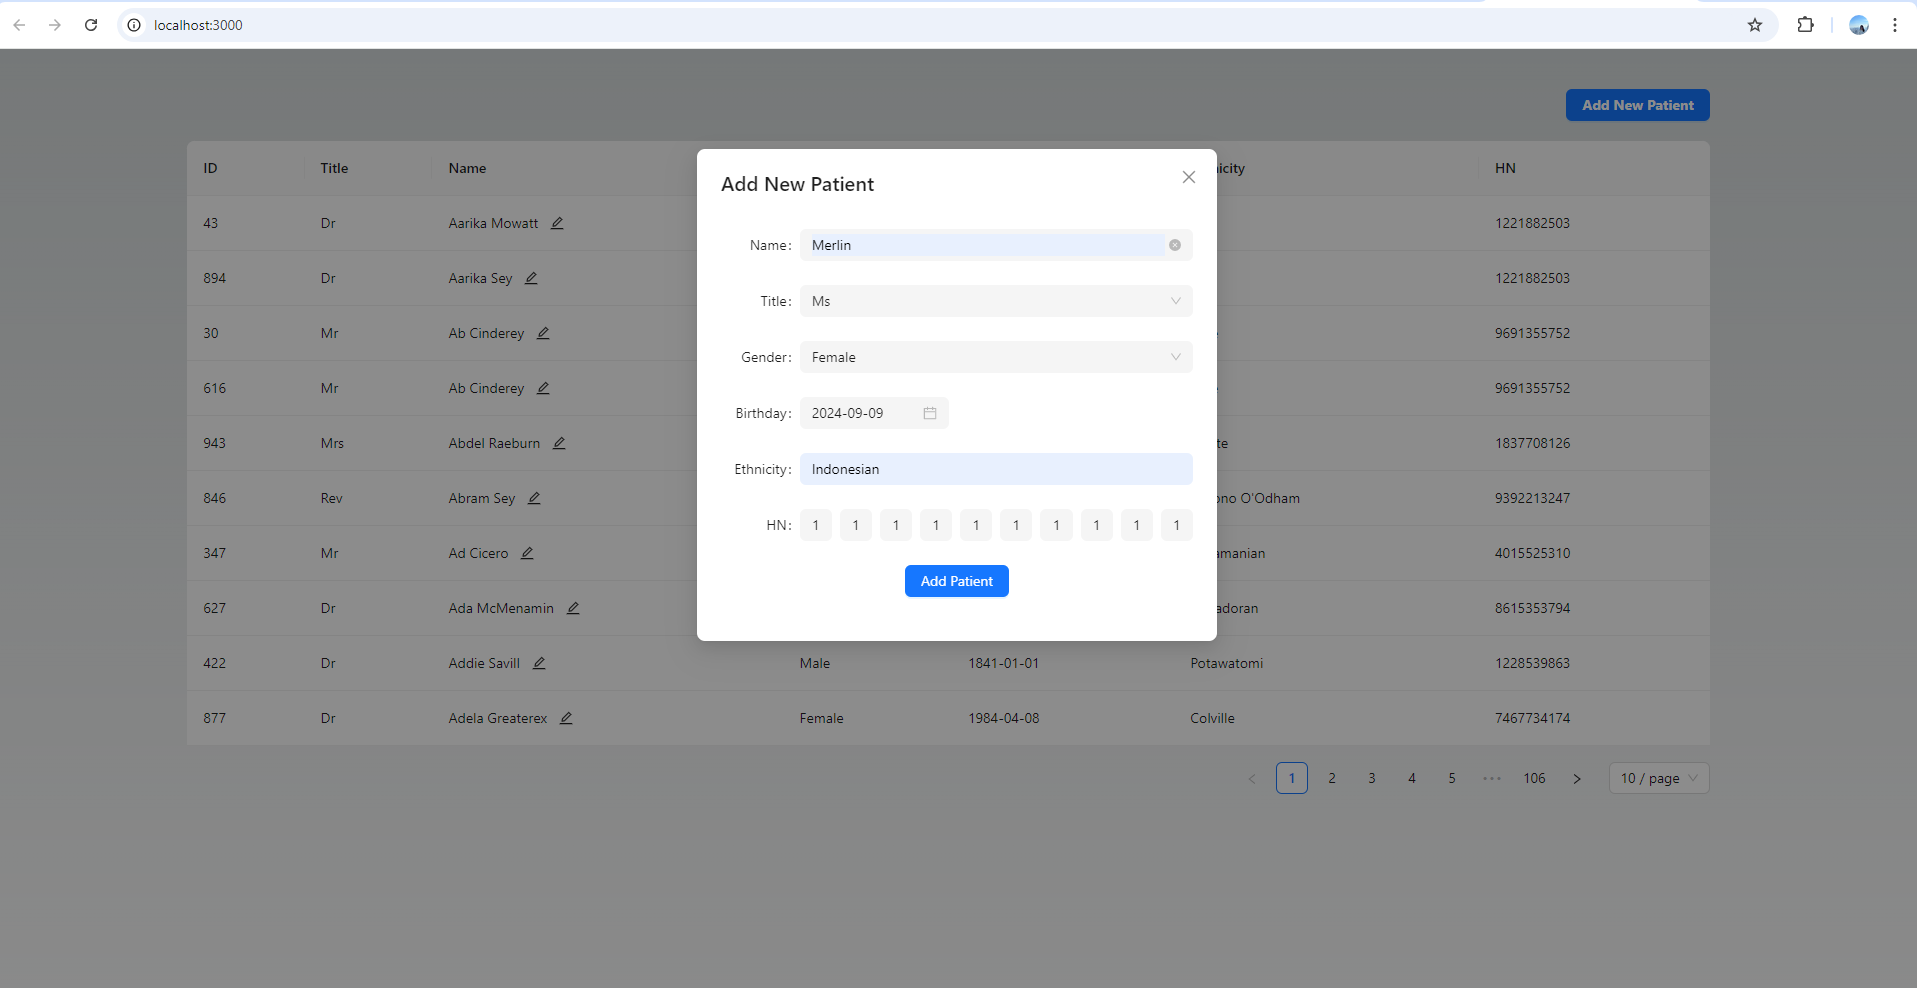 localhost:3000
Add New Patient
ID Title Name nicity HN
43 Dr Aarika Mowatt 1221882503
894 Dr Aarika Sey 1221882503
30 Mr Ab Cinderey 9691355752
616 Mr Ab Cinderey 9691355752
943 Mrs Abdel Raeburn te 1837708126
846 Rev Abram Sey ono O'Odham 9392213247
347 Mr Ad Cicero amanian 4015525310
627 Dr Ada McMenamin adoran 8615353794
422 Dr Addie Savill Male 1841-01-01 Potawatomi 1228539863
877 Dr Adela Greaterex Female 1984-04-08 Colville 7467734174
Add New Patient
Name: Merlin
Title: Ms
Gender: Female
Birthday: 2024-09-09
Ethnicity: Indonesian
HN: 1 1 1 1 1 1 1 1 1 1
Add Patient
1 2 3 4 5 ••• 106 10 / page